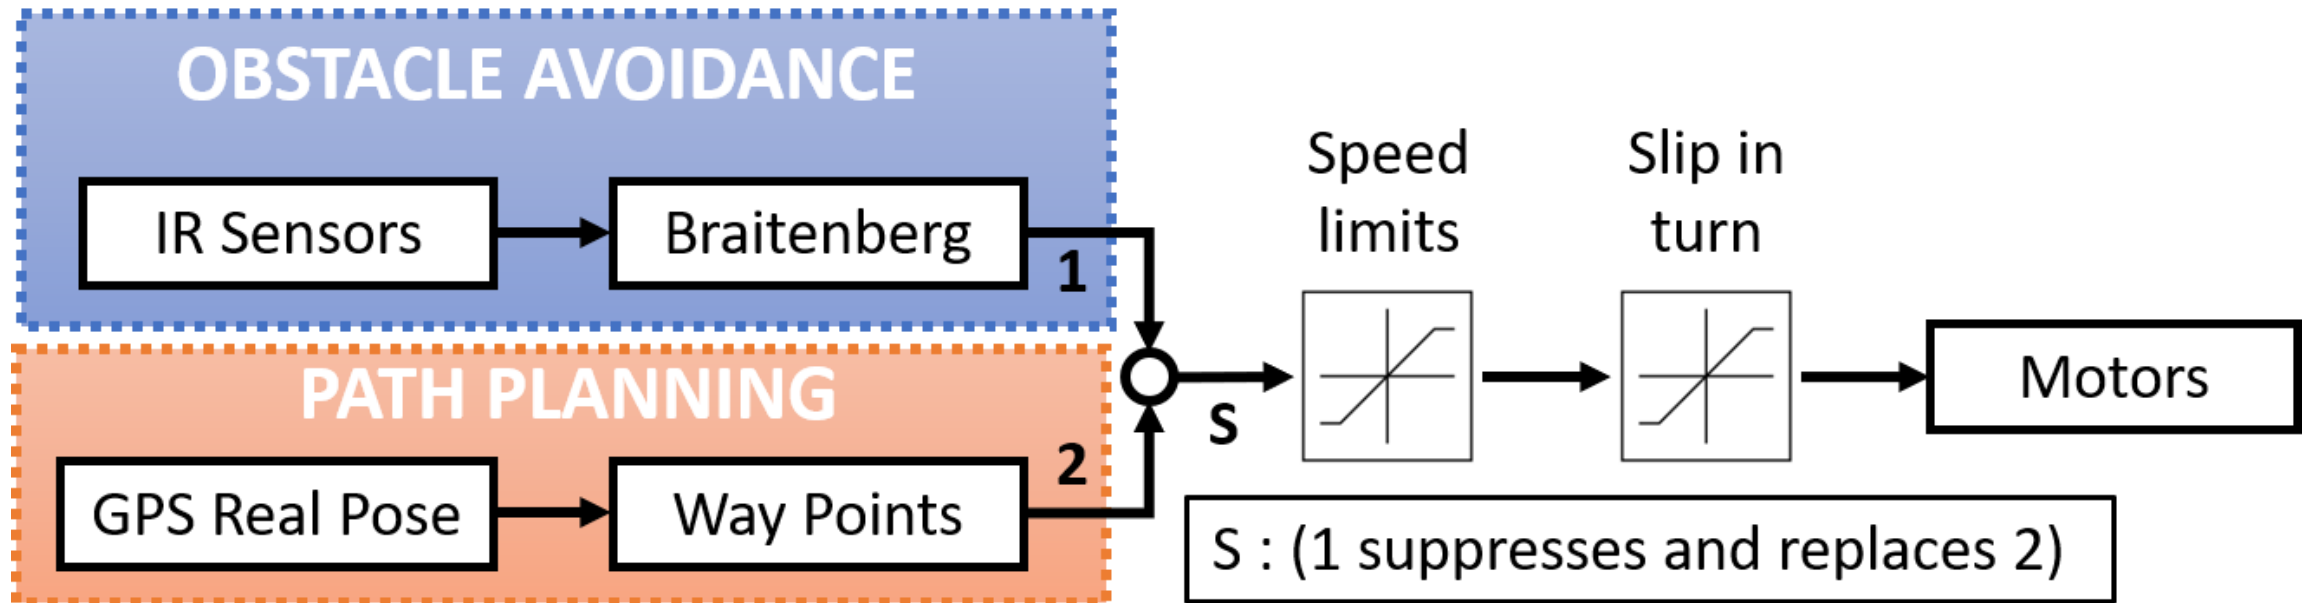 OBSTACLE AVOIDANCE
IR Sensors
Braitenberg
1
PATH PLANNING
GPS Real Pose
Way Points
2
S
Speed
limits
Slip in
turn
Motors
S : (1 suppresses and replaces 2)